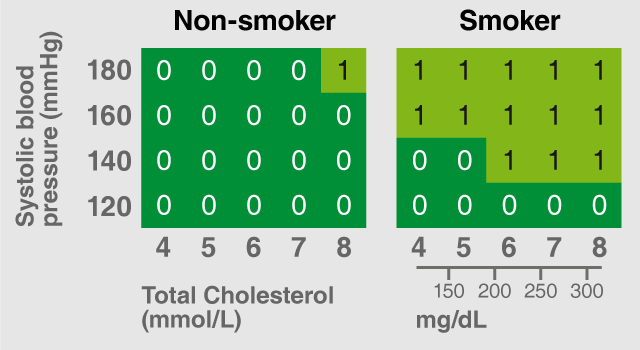 Non-smoker Smoker
Systolic blood
pressure (mmHg)
180 0 0 0 0 1 1 1 1 1 1
160 0 0 0 0 0 1 1 1 1 1
140 0 0 0 0 0 0 0 1 1 1
120 0 0 0 0 0 0 0 0 0 0
4 5 6 7 8 4 5 6 7 8
150 200 250 300
Total Cholesterol
(mmol/L) mg/dL